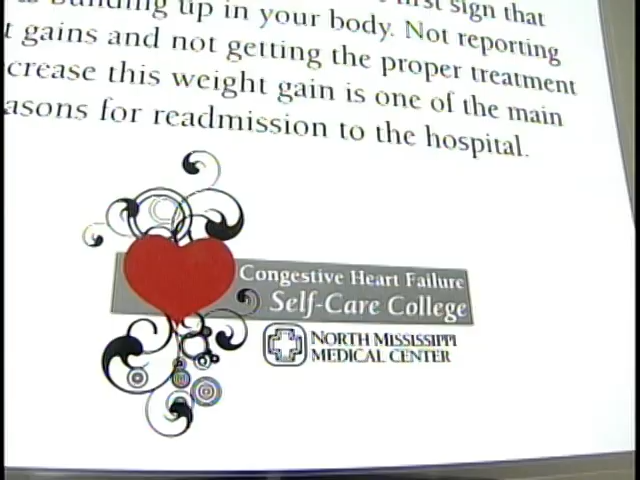 up in your body. Not reporting
t gains and not getting the proper treatment
crease this weight gain is one of the main
asons for readmission to the hospital.
Congestive Heart Failure
Self-Care College
NORTH MISSISSIPPI
MEDICAL CENTER